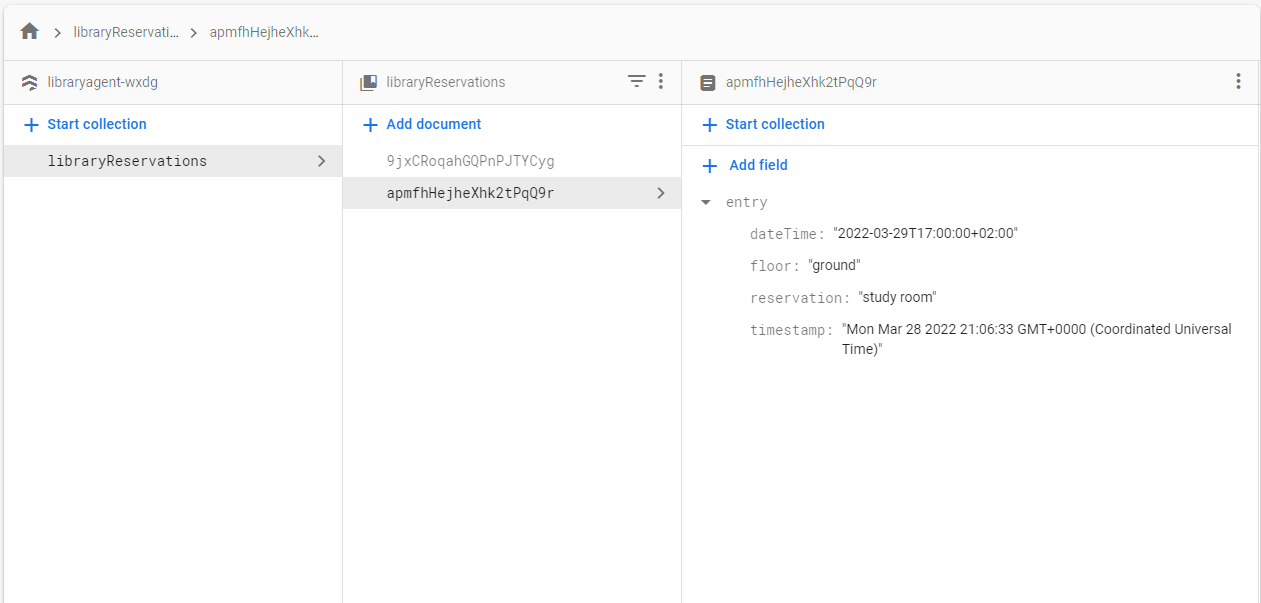 libraryReservati... apmfhHejheXhk...
libraryagent-wxdg
Start collection
libraryReservations
libraryReservations
Add document
9jxCRoqahGQPnPJTYCyg
apmfhHejheXhk2tPqQ9r
apmfhHejheXhk2tPqQ9r
Start collection
Add field
entry
dateTime: "2022-03-29T17:00:00+02:00"
floor: "ground"
reservation: "study room"
timestamp: "Mon Mar 28 2022 21:06:33 GMT+0000 (Coordinated Universal
Time)"